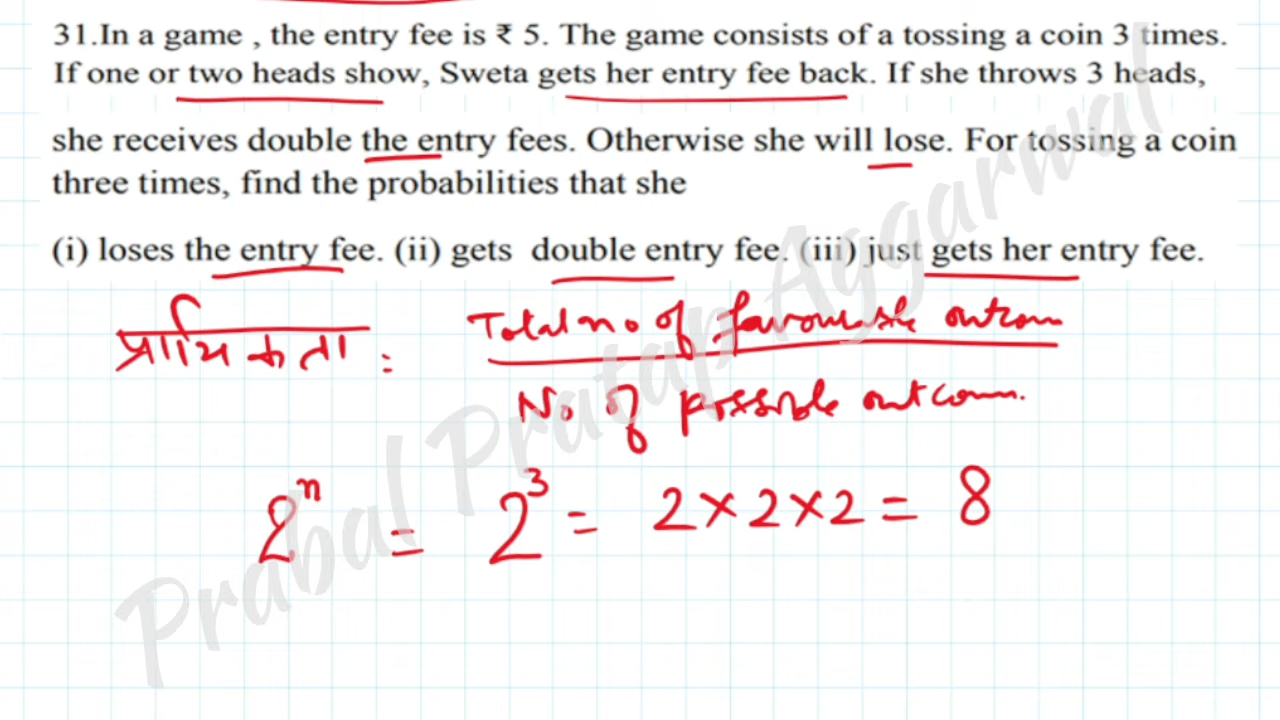 31.In a game , the entry fee is ₹ 5. The game consists of a tossing a coin 3 times.
If one or two heads show, Sweta gets her entry fee back. If she throws 3 heads,
she receives double the entry fees. Otherwise she will lose. For tossing a coin
three times, find the probabilities that she
(i) loses the entry fee. (ii) gets double entry fee. (iii) just gets her entry fee.
Total no of favourable outcom
: 
No of possible outcom.
2ⁿ = 2³ = 2×2×2 = 8
Prabal Pratap Aggarwal